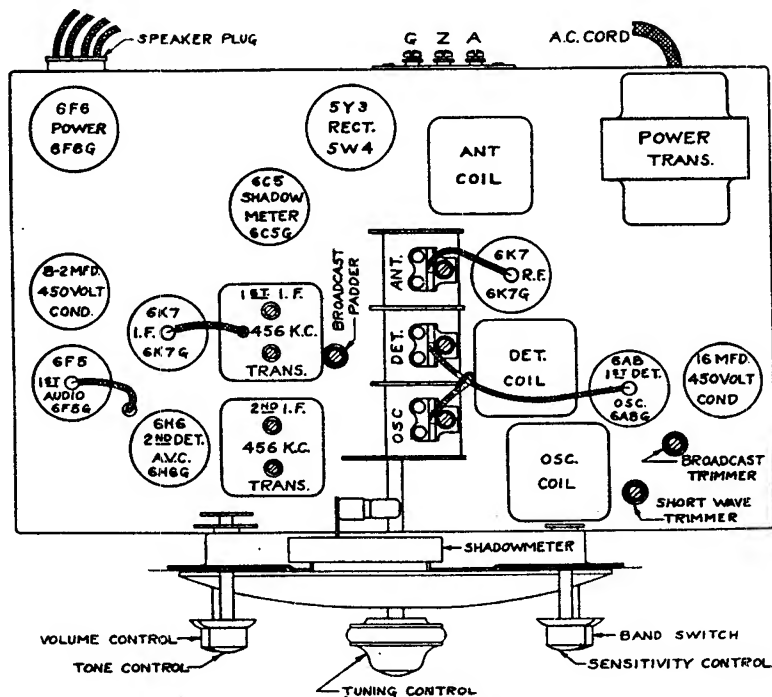 SPEAKER PLUG
G Z A
A.C. CORD
6F6
POWER
6F6G
5Y3
RECT.
5W4
ANT
COIL
POWER
TRANS.
6C5
SHADOW
METER
6C5G
8-2 MFD.
450 VOLT
COND.
6K7
I.F.
6K7G
1ST I.F.
456 K.C.
TRANS.
BROADCAST
PADDER
ANT.
DET.
OSC
6K7
R.F.
6K7G
DET.
COIL
6A8
1ST DET.
OSC.
6A8G
16 MFD.
450 VOLT
COND
6F5
1ST
AUDIO
6F5G
6H6
2ND DET.
A.V.C.
6H6G
2ND I.F.
456 K.C.
TRANS.
OSC.
COIL
BROADCAST
TRIMMER
SHORT WAVE
TRIMMER
SHADOWMETER
VOLUME CONTROL
TONE CONTROL
TUNING CONTROL
BAND SWITCH
SENSITIVITY CONTROL